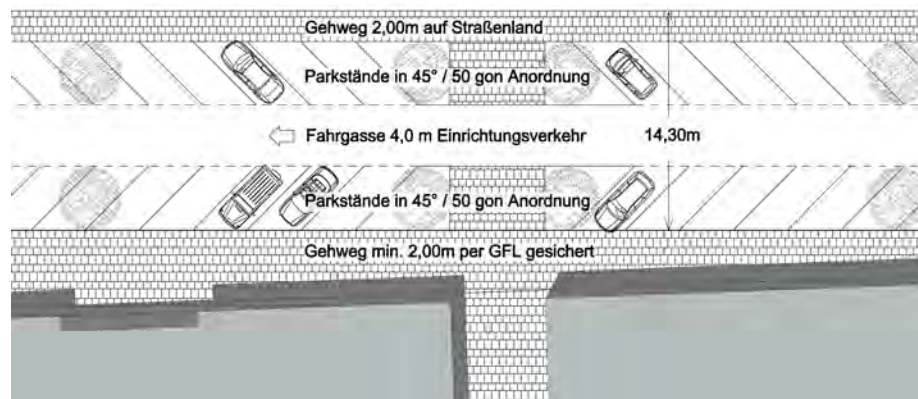 Gehweg 2,00m auf Straßenland
Parkstände in 45° / 50 gon Anordnung
Fahrgasse 4,0 m Einrichtungsverkehr
14,30m
Parkstände in 45° / 50 gon Anordnung
Gehweg min. 2,00m per GFL gesichert